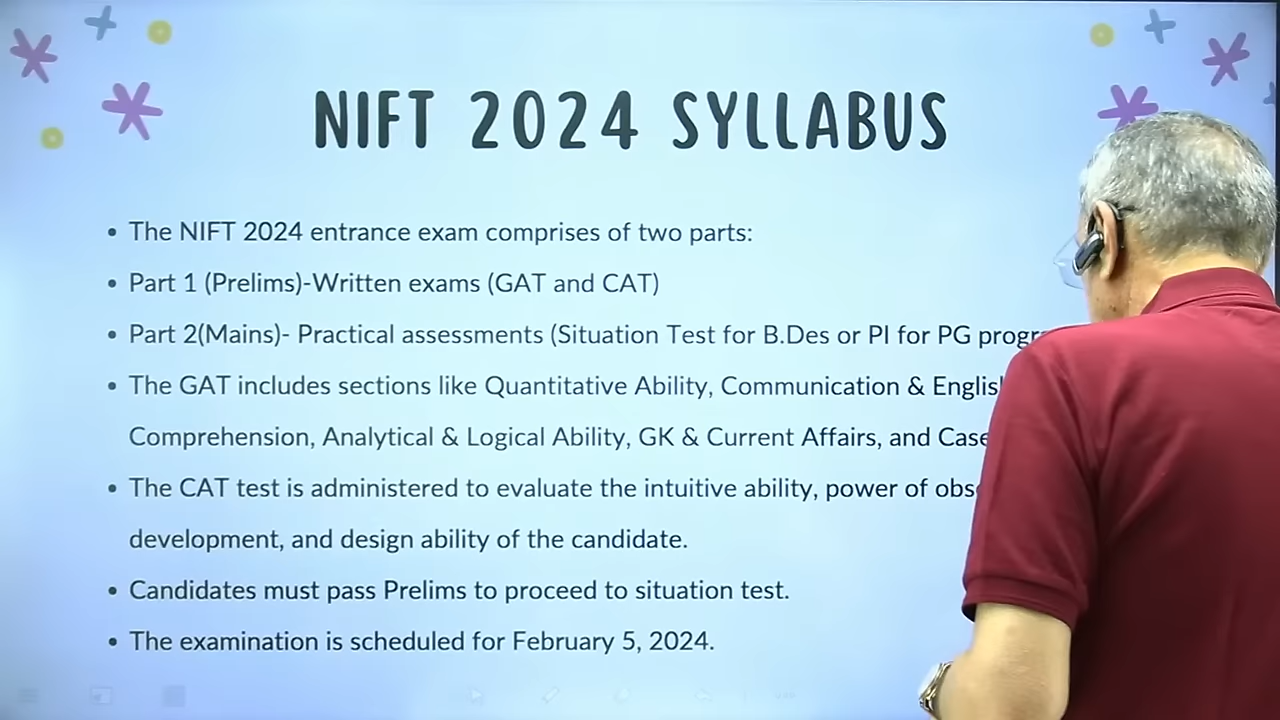 NIFT 2024 SYLLABUS
• The NIFT 2024 entrance exam comprises of two parts:
• Part 1 (Prelims)-Written exams (GAT and CAT)
• Part 2(Mains)- Practical assessments (Situation Test for B.Des or PI for PG
• The GAT includes sections like Quantitative Ability, Communication &
Comprehension, Analytical & Logical Ability, GK & Current Affairs, and Case
• The CAT test is administered to evaluate the intuitive ability, power of
development, and design ability of the candidate.
• Candidates must pass Prelims to proceed to situation test.
• The examination is scheduled for February 5, 2024.